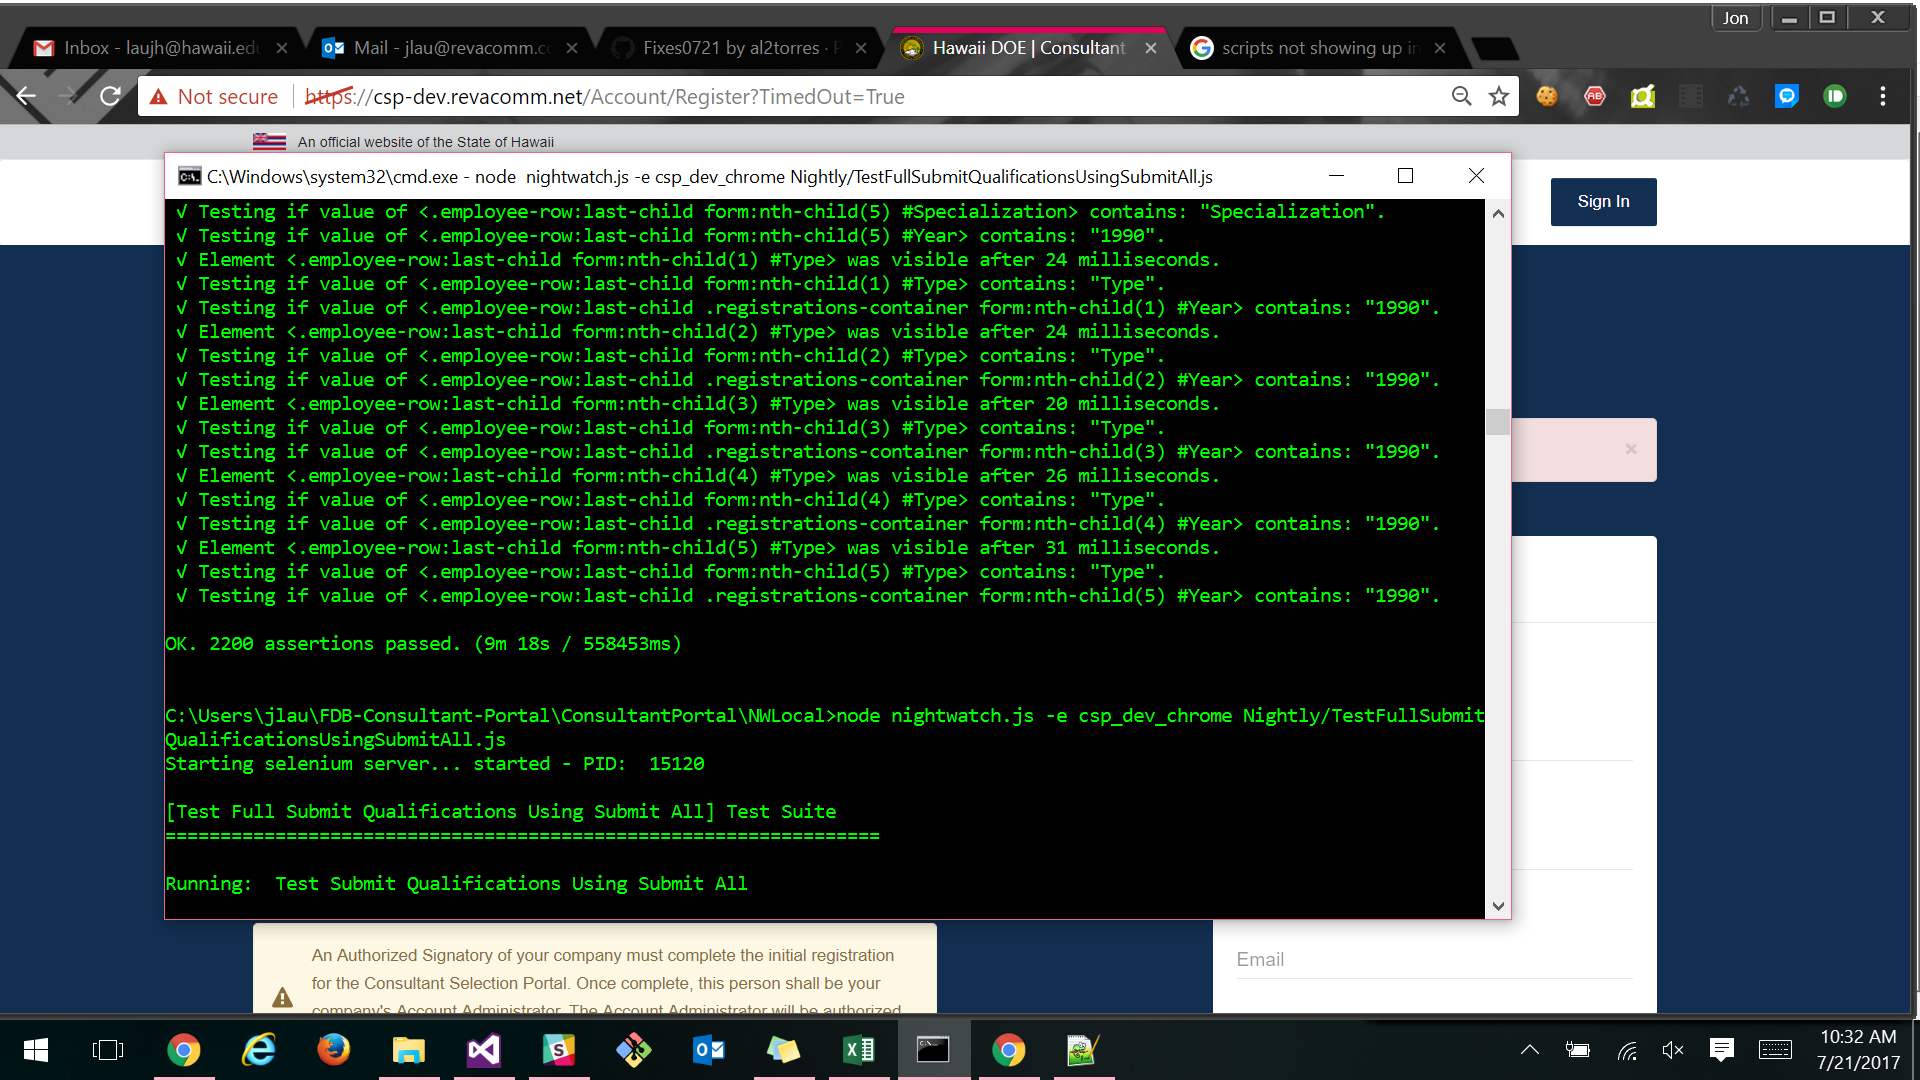 Jon
Inbox - laujh@hawaii.edu
Mail - jlau@revacomm.co
Fixes0721 by al2torres · P
Hawaii DOE | Consultant
scripts not showing up in
Not secure
https://csp-dev.revacomm.net/Account/Register?TimedOut=True
An official website of the State of Hawaii
Sign In
C:\Windows\system32\cmd.exe - node  nightwatch.js -e csp_dev_chrome Nightly/TestFullSubmitQualificationsUsingSubmitAll.js
√ Testing if value of <.employee-row:last-child form:nth-child(5) #Specialization> contains: "Specialization".
√ Testing if value of <.employee-row:last-child form:nth-child(5) #Year> contains: "1990".
√ Element <.employee-row:last-child form:nth-child(1) #Type> was visible after 24 milliseconds.
√ Testing if value of <.employee-row:last-child form:nth-child(1) #Type> contains: "Type".
√ Testing if value of <.employee-row:last-child .registrations-container form:nth-child(1) #Year> contains: "1990".
√ Element <.employee-row:last-child form:nth-child(2) #Type> was visible after 24 milliseconds.
√ Testing if value of <.employee-row:last-child form:nth-child(2) #Type> contains: "Type".
√ Testing if value of <.employee-row:last-child .registrations-container form:nth-child(2) #Year> contains: "1990".
√ Element <.employee-row:last-child form:nth-child(3) #Type> was visible after 20 milliseconds.
√ Testing if value of <.employee-row:last-child form:nth-child(3) #Type> contains: "Type".
√ Testing if value of <.employee-row:last-child .registrations-container form:nth-child(3) #Year> contains: "1990".
√ Element <.employee-row:last-child form:nth-child(4) #Type> was visible after 26 milliseconds.
√ Testing if value of <.employee-row:last-child form:nth-child(4) #Type> contains: "Type".
√ Testing if value of <.employee-row:last-child .registrations-container form:nth-child(4) #Year> contains: "1990".
√ Element <.employee-row:last-child form:nth-child(5) #Type> was visible after 31 milliseconds.
√ Testing if value of <.employee-row:last-child form:nth-child(5) #Type> contains: "Type".
√ Testing if value of <.employee-row:last-child .registrations-container form:nth-child(5) #Year> contains: "1990".
OK. 2200 assertions passed. (9m 18s / 558453ms)
C:\Users\jlau\FDB-Consultant-Portal\ConsultantPortal\NWLocal>node nightwatch.js -e csp_dev_chrome Nightly/TestFullSubmit
QualificationsUsingSubmitAll.js
Starting selenium server... started - PID:  15120
[Test Full Submit Qualifications Using Submit All] Test Suite
=================================================================
Running:  Test Submit Qualifications Using Submit All
An Authorized Signatory of your company must complete the initial registration
for the Consultant Selection Portal. Once complete, this person shall be your
company's Account Administrator. The Account Administrator will be authorized
Email
10:32 AM
7/21/2017